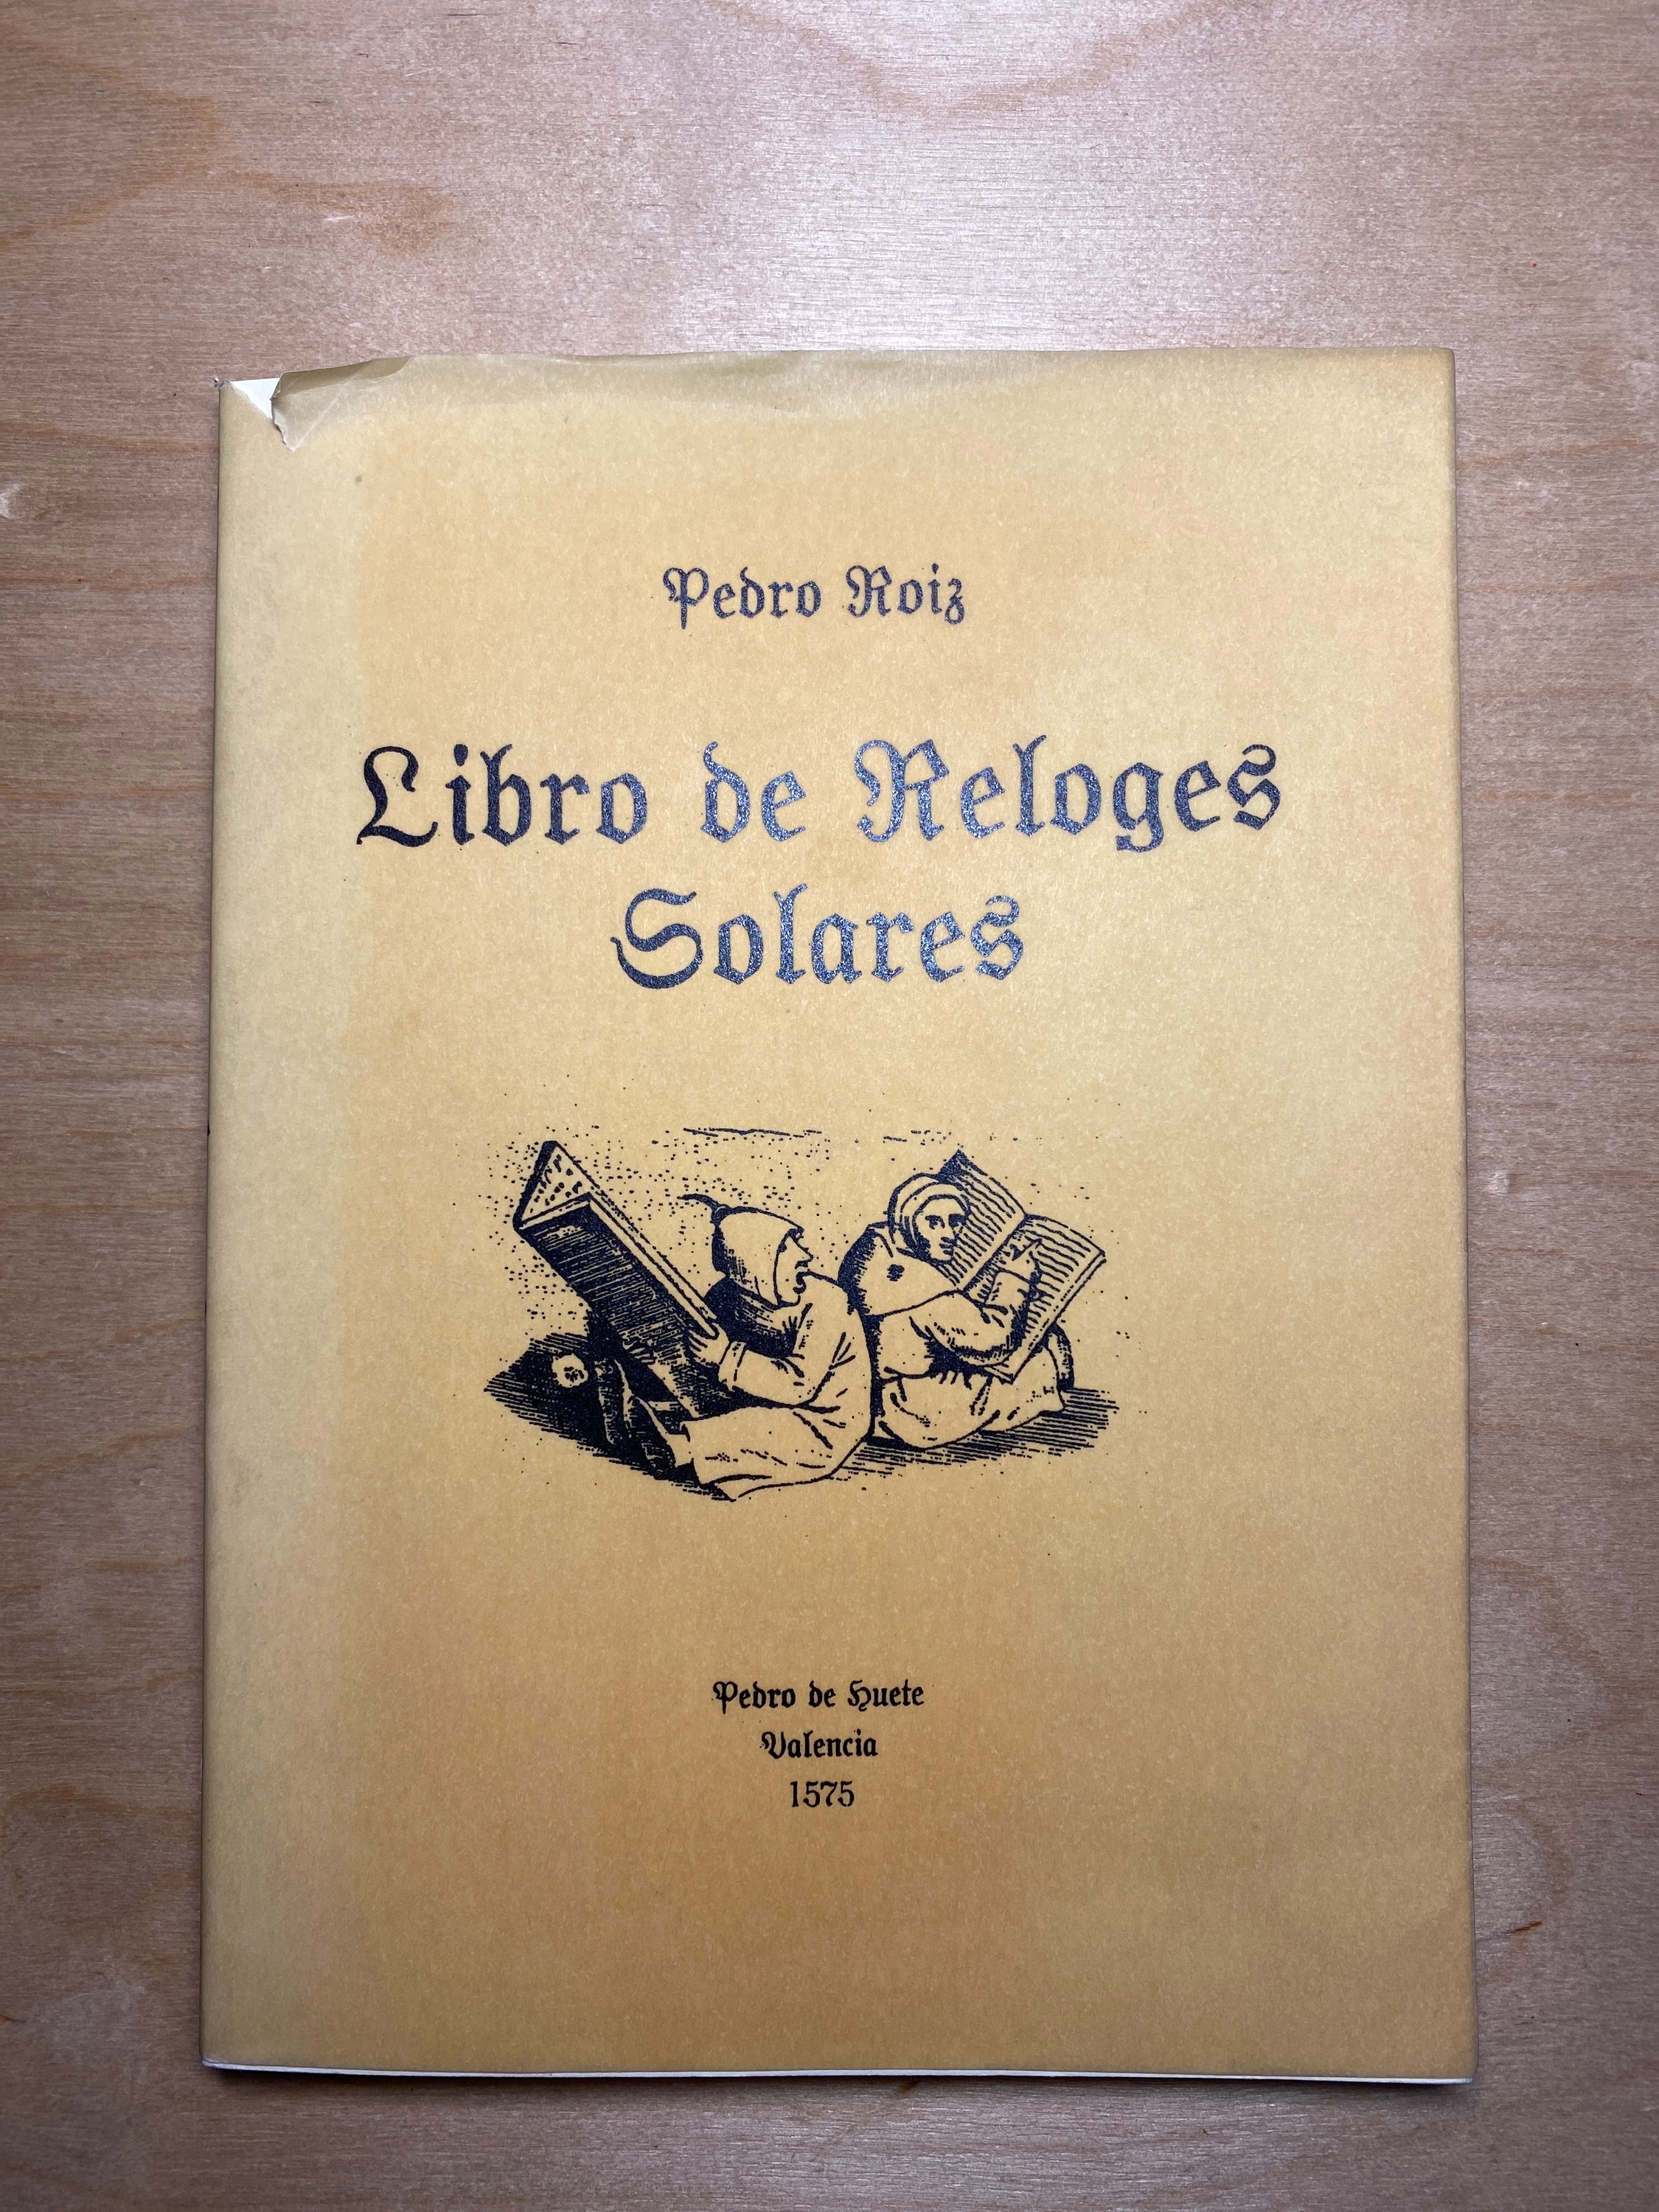 Pedro Roiz
Libro de Reloges
Solares
Pedro de Huete
Valencia
1575